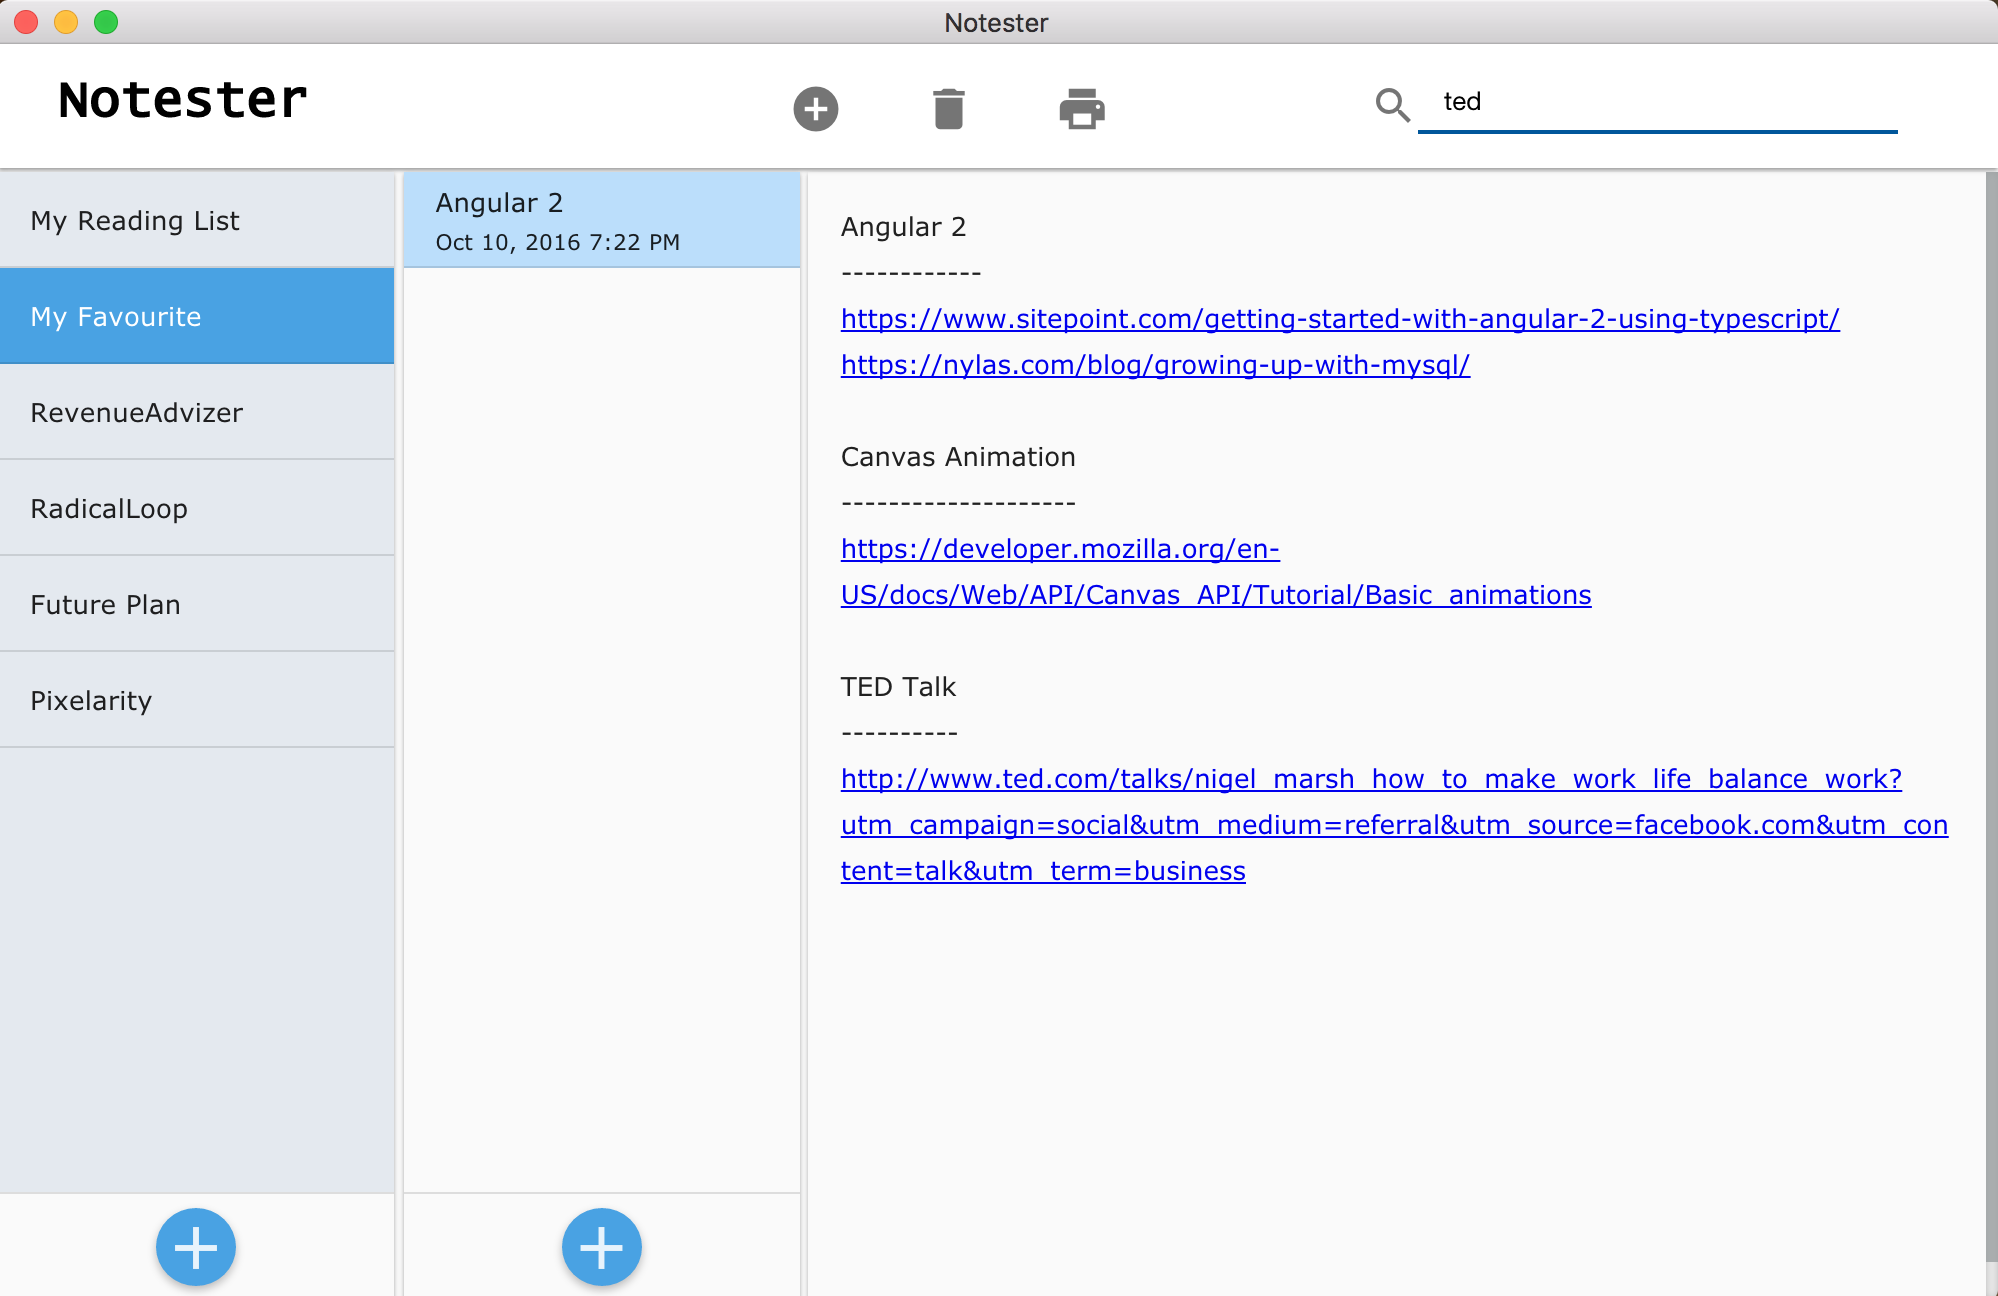 Notester
Notester
ted
My Reading List
My Favourite
RevenueAdvizer
RadicalLoop
Future Plan
Pixelarity
Angular 2
Oct 10, 2016 7:22 PM
Angular 2
------------
https://www.sitepoint.com/getting-started-with-angular-2-using-typescript/
https://nylas.com/blog/growing-up-with-mysql/
Canvas Animation
--------------------
https://developer.mozilla.org/en-
US/docs/Web/API/Canvas_API/Tutorial/Basic_animations
TED Talk
----------
http://www.ted.com/talks/nigel_marsh_how_to_make_work_life_balance_work?
utm_campaign=social&utm_medium=referral&utm_source=facebook.com&utm_con
tent=talk&utm_term=business